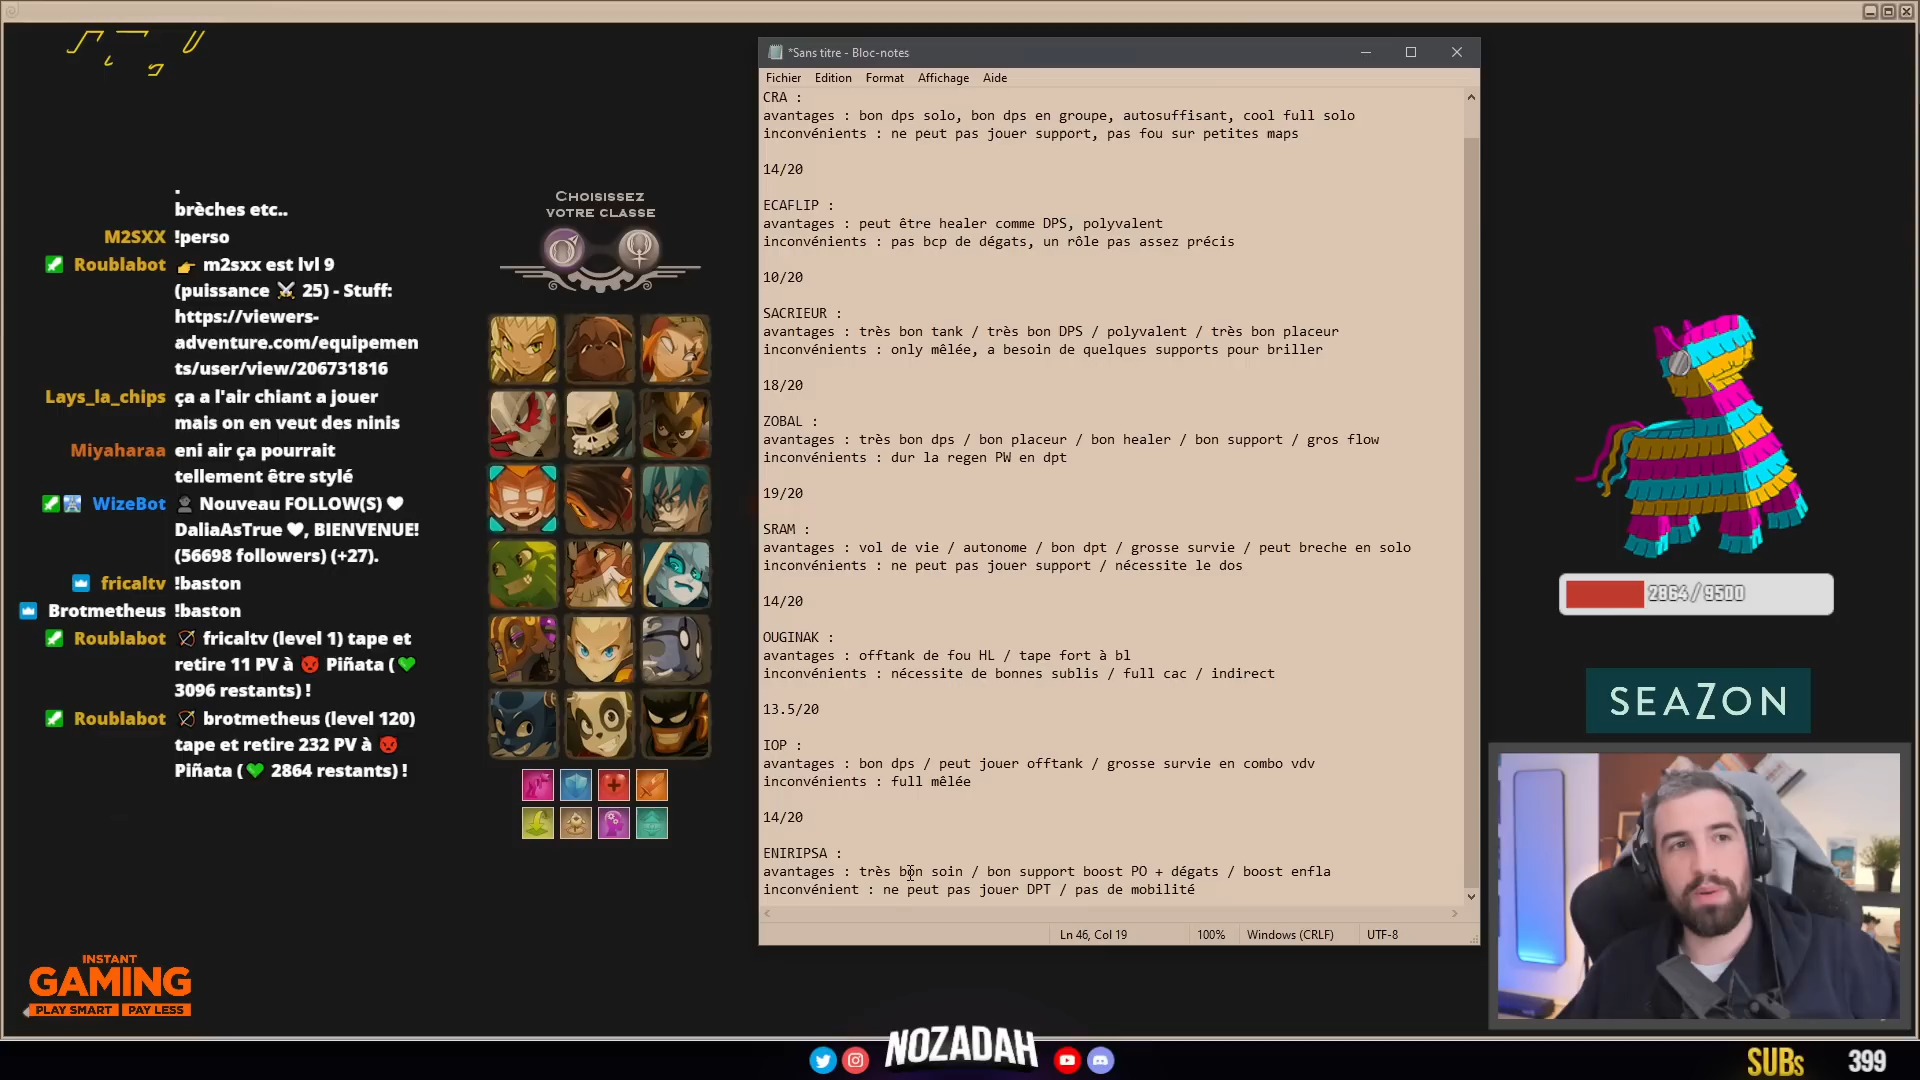 *Sans titre - Bloc-notes
Fichier Edition Format Affichage Aide
CRA :
avantages : bon dps solo, bon dps en groupe, autosuffisant, cool full solo
inconvénients : ne peut pas jouer support, pas fou sur petites maps
14/20
ECAFLIP :
avantages : peut être healer comme DPS, polyvalent
inconvénients : pas bcp de dégats, un rôle pas assez précis
10/20
SACRIEUR :
avantages : très bon tank / très bon DPS / polyvalent / très bon placeur
inconvénients : only mêlée, a besoin de quelques supports pour briller
18/20
ZOBAL :
avantages : très bon dps / bon placeur / bon healer / bon support / gros flow
inconvénients : dur la regen PW en dpt
19/20
SRAM :
avantages : vol de vie / autonome / bon dpt / grosse survie / peut breche en solo
inconvénients : ne peut pas jouer support / nécessite le dos
14/20
OUGINAK :
avantages : offtank de fou HL / tape fort à bl
inconvénients : nécessite de bonnes sublis / full cac / indirect
13.5/20
IOP :
avantages : bon dps / peut jouer offtank / grosse survie en combo vdv
inconvénients : full mêlée
14/20
ENIRIPSA :
avantages : très bon soin / bon support boost PO + dégats / boost enfla
inconvénient : ne peut pas jouer DPT / pas de mobilité
Ln 46, Col 19 100% Windows (CRLF) UTF-8
brèches etc..
M2SXX !perso
Roublabot 👉 m2sxx est lvl 9
(puissance ⚔ 25) - Stuff:
https://viewers-
adventure.com/equipemen
ts/user/view/206731816
Lays_la_chips ça a l'air chiant a jouer
mais on en veut des ninis
Miyaharaa eni air ça pourrait
tellement être stylé
WizeBot Nouveau FOLLOW(S) ♥
DaliaAsTrue ♥, BIENVENUE!
(56698 followers) (+27).
fricaltv !baston
Brotmetheus !baston
Roublabot 🏹 fricaltv (level 1) tape et
retire 11 PV à 👿 Piñata (💚
3096 restants) !
Roublabot 🏹 brotmetheus (level 120)
tape et retire 232 PV à 👿
Piñata (💚 2864 restants) !
CHOISISSEZ
VOTRE CLASSE
2864 / 9500
SEAZON
INSTANT
GAMING
PLAY SMART PAY LESS
NOZADAH
SUBs 399